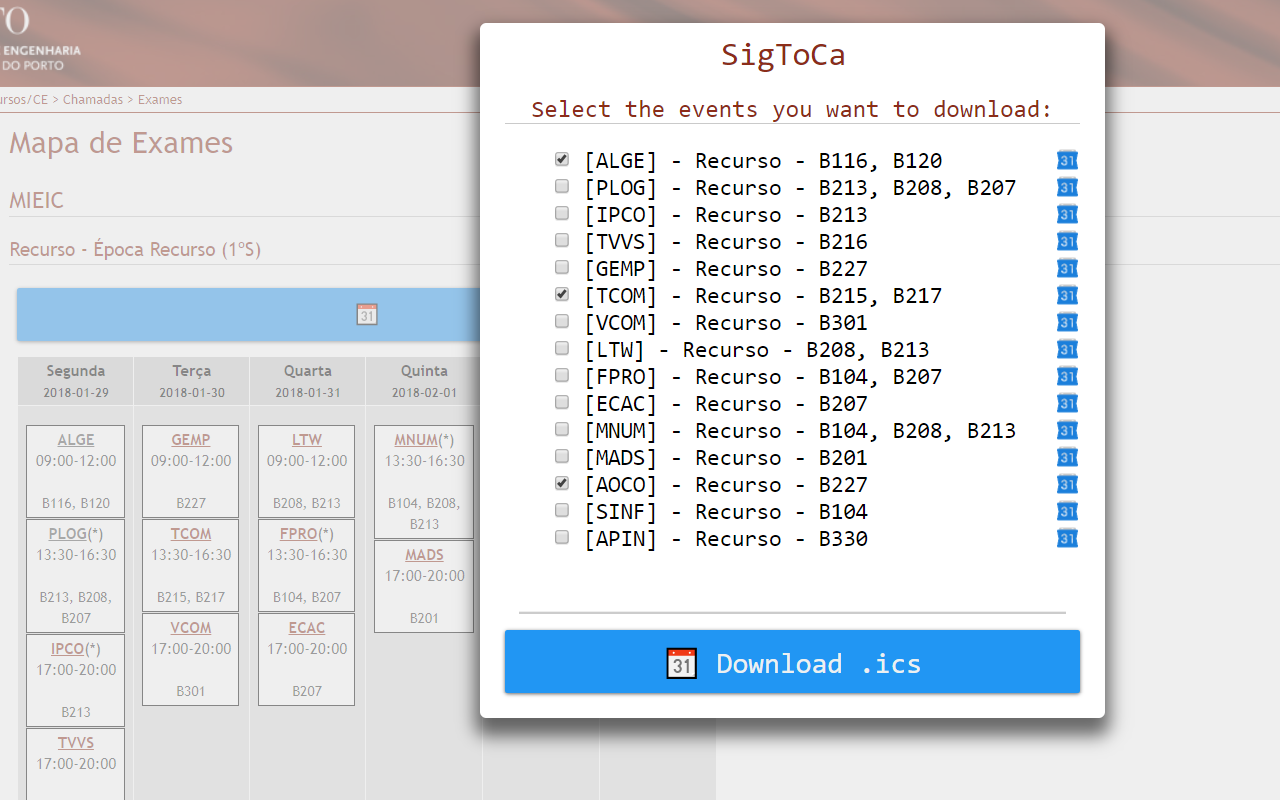 TO
ENGENHARIA
DO PORTO
ursos/CE > Chamadas > Exames
Mapa de Exames
MIEIC
Recurso - Época Recurso (1ºS)
31
Segunda
2018-01-29
Terça
2018-01-30
Quarta
2018-01-31
Quinta
2018-02-01
ALGE
09:00-12:00
B116, B120
PLOG(*)
13:30-16:30
B213, B208,
B207
IPCO(*)
17:00-20:00
B213
TVVS
17:00-20:00
GEMP
09:00-12:00
B227
TCOM
13:30-16:30
B215, B217
VCOM
17:00-20:00
B301
LTW
09:00-12:00
B208, B213
FPRO(*)
13:30-16:30
B104, B207
ECAC
17:00-20:00
B207
MNUM(*)
13:30-16:30
B104, B208,
B213
MADS
17:00-20:00
B201
SigToCa
Select the events you want to download:
[ALGE] - Recurso - B116, B120 31
[PLOG] - Recurso - B213, B208, B207 31
[IPCO] - Recurso - B213 31
[TVVS] - Recurso - B216 31
[GEMP] - Recurso - B227 31
[TCOM] - Recurso - B215, B217 31
[VCOM] - Recurso - B301 31
[LTW] - Recurso - B208, B213 31
[FPRO] - Recurso - B104, B207 31
[ECAC] - Recurso - B207 31
[MNUM] - Recurso - B104, B208, B213 31
[MADS] - Recurso - B201 31
[AOCO] - Recurso - B227 31
[SINF] - Recurso - B104 31
[APIN] - Recurso - B330 31
31 Download .ics